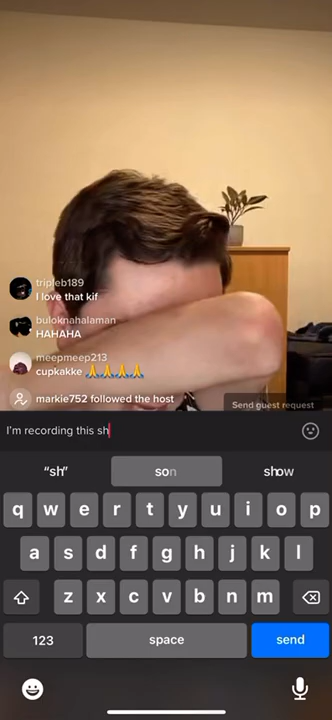 tripleb189
I love that kif
buloknahalaman
HAHAHA
meepmeep213
cupkakke 🙏🙏🙏🙏
markie752 followed the host
Send guest request
I'm recording this sh
"sh" son show
q w e r t y u i o p
a s d f g h j k l
z x c v b n m
123 space send